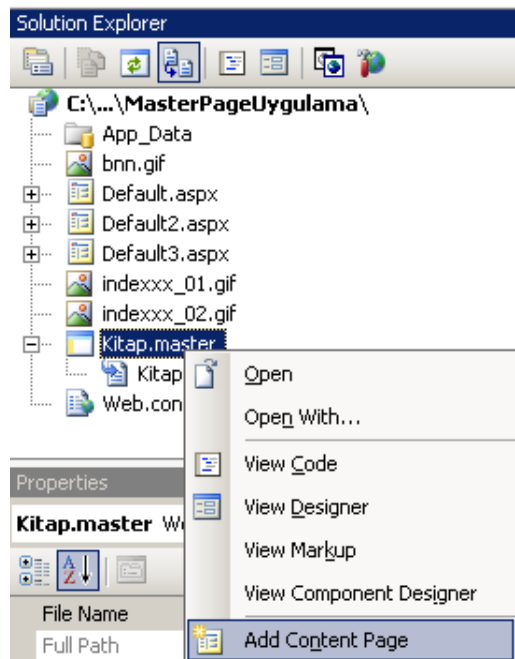 Solution Explorer
C:\...\MasterPageUygulama\
App_Data
bnn.gif
Default.aspx
Default2.aspx
Default3.aspx
indexxx_01.gif
indexxx_02.gif
Kitap.master
Kitap
Web.con
Open
Open With...
View Code
View Designer
View Markup
View Component Designer
Add Content Page
Properties
Kitap.master W
File Name
Full Path